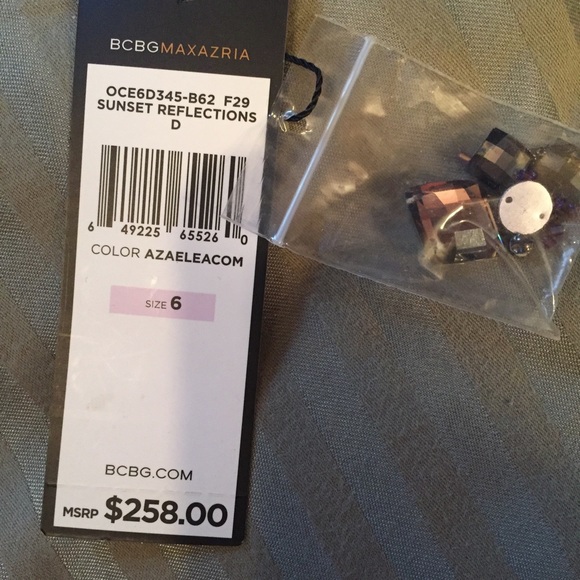 BCBGMAXAZRIA
OCE6D345-B62 F29
SUNSET REFLECTIONS
D
6 49225 65526 0
COLOR AZAELEACOM
SIZE 6
BCBG.COM
MSRP $258.00